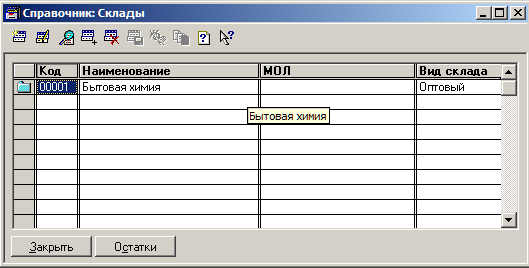 Справочник: Склады
Код Наименование МОЛ Вид склада
00001 Бытовая химия Оптовый
Бытовая химия
Закрыть Остатки